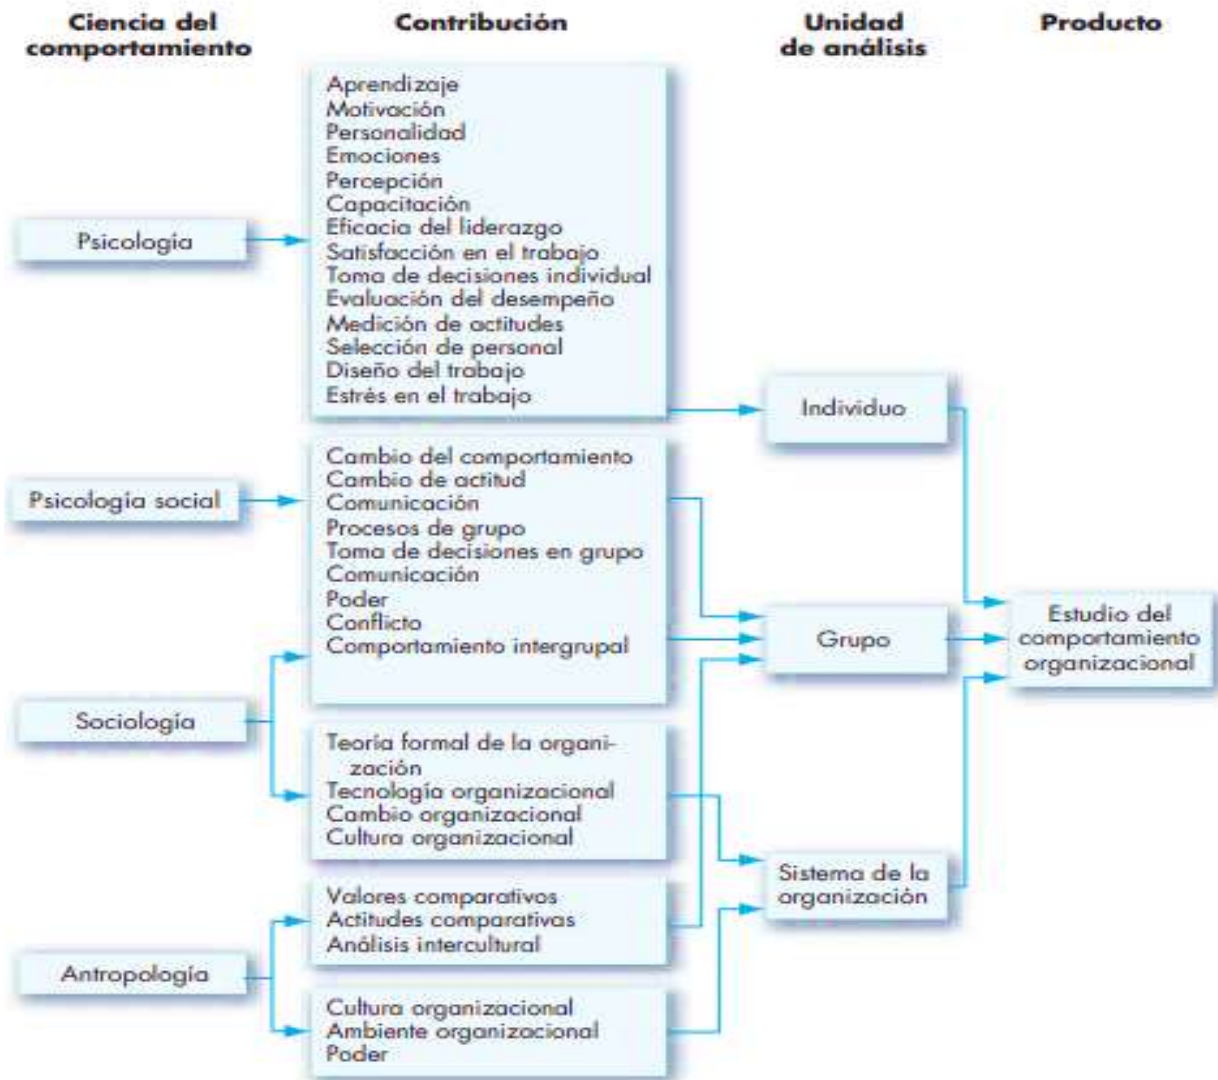 Ciencia del
comportamiento
Contribución
Unidad
de análisis
Producto
Psicología
Aprendizaje
Motivación
Personalidad
Emociones
Percepción
Capacitación
Eficacia del liderazgo
Satisfacción en el trabajo
Toma de decisiones individual
Evaluación del desempeño
Medición de actitudes
Selección de personal
Diseño del trabajo
Estrés en el trabajo
Individuo
Psicología social
Cambio del comportamiento
Cambio de actitud
Comunicación
Procesos de grupo
Toma de decisiones en grupo
Comunicación
Poder
Conflicto
Comportamiento intergrupal
Grupo
Estudio del
comportamiento
organizacional
Sociología
Teoría formal de la organi-
zación
Tecnología organizacional
Cambio organizacional
Cultura organizacional
Sistema de la
organización
Antropología
Valores comparativos
Actitudes comparativas
Análisis intercultural
Cultura organizacional
Ambiente organizacional
Poder